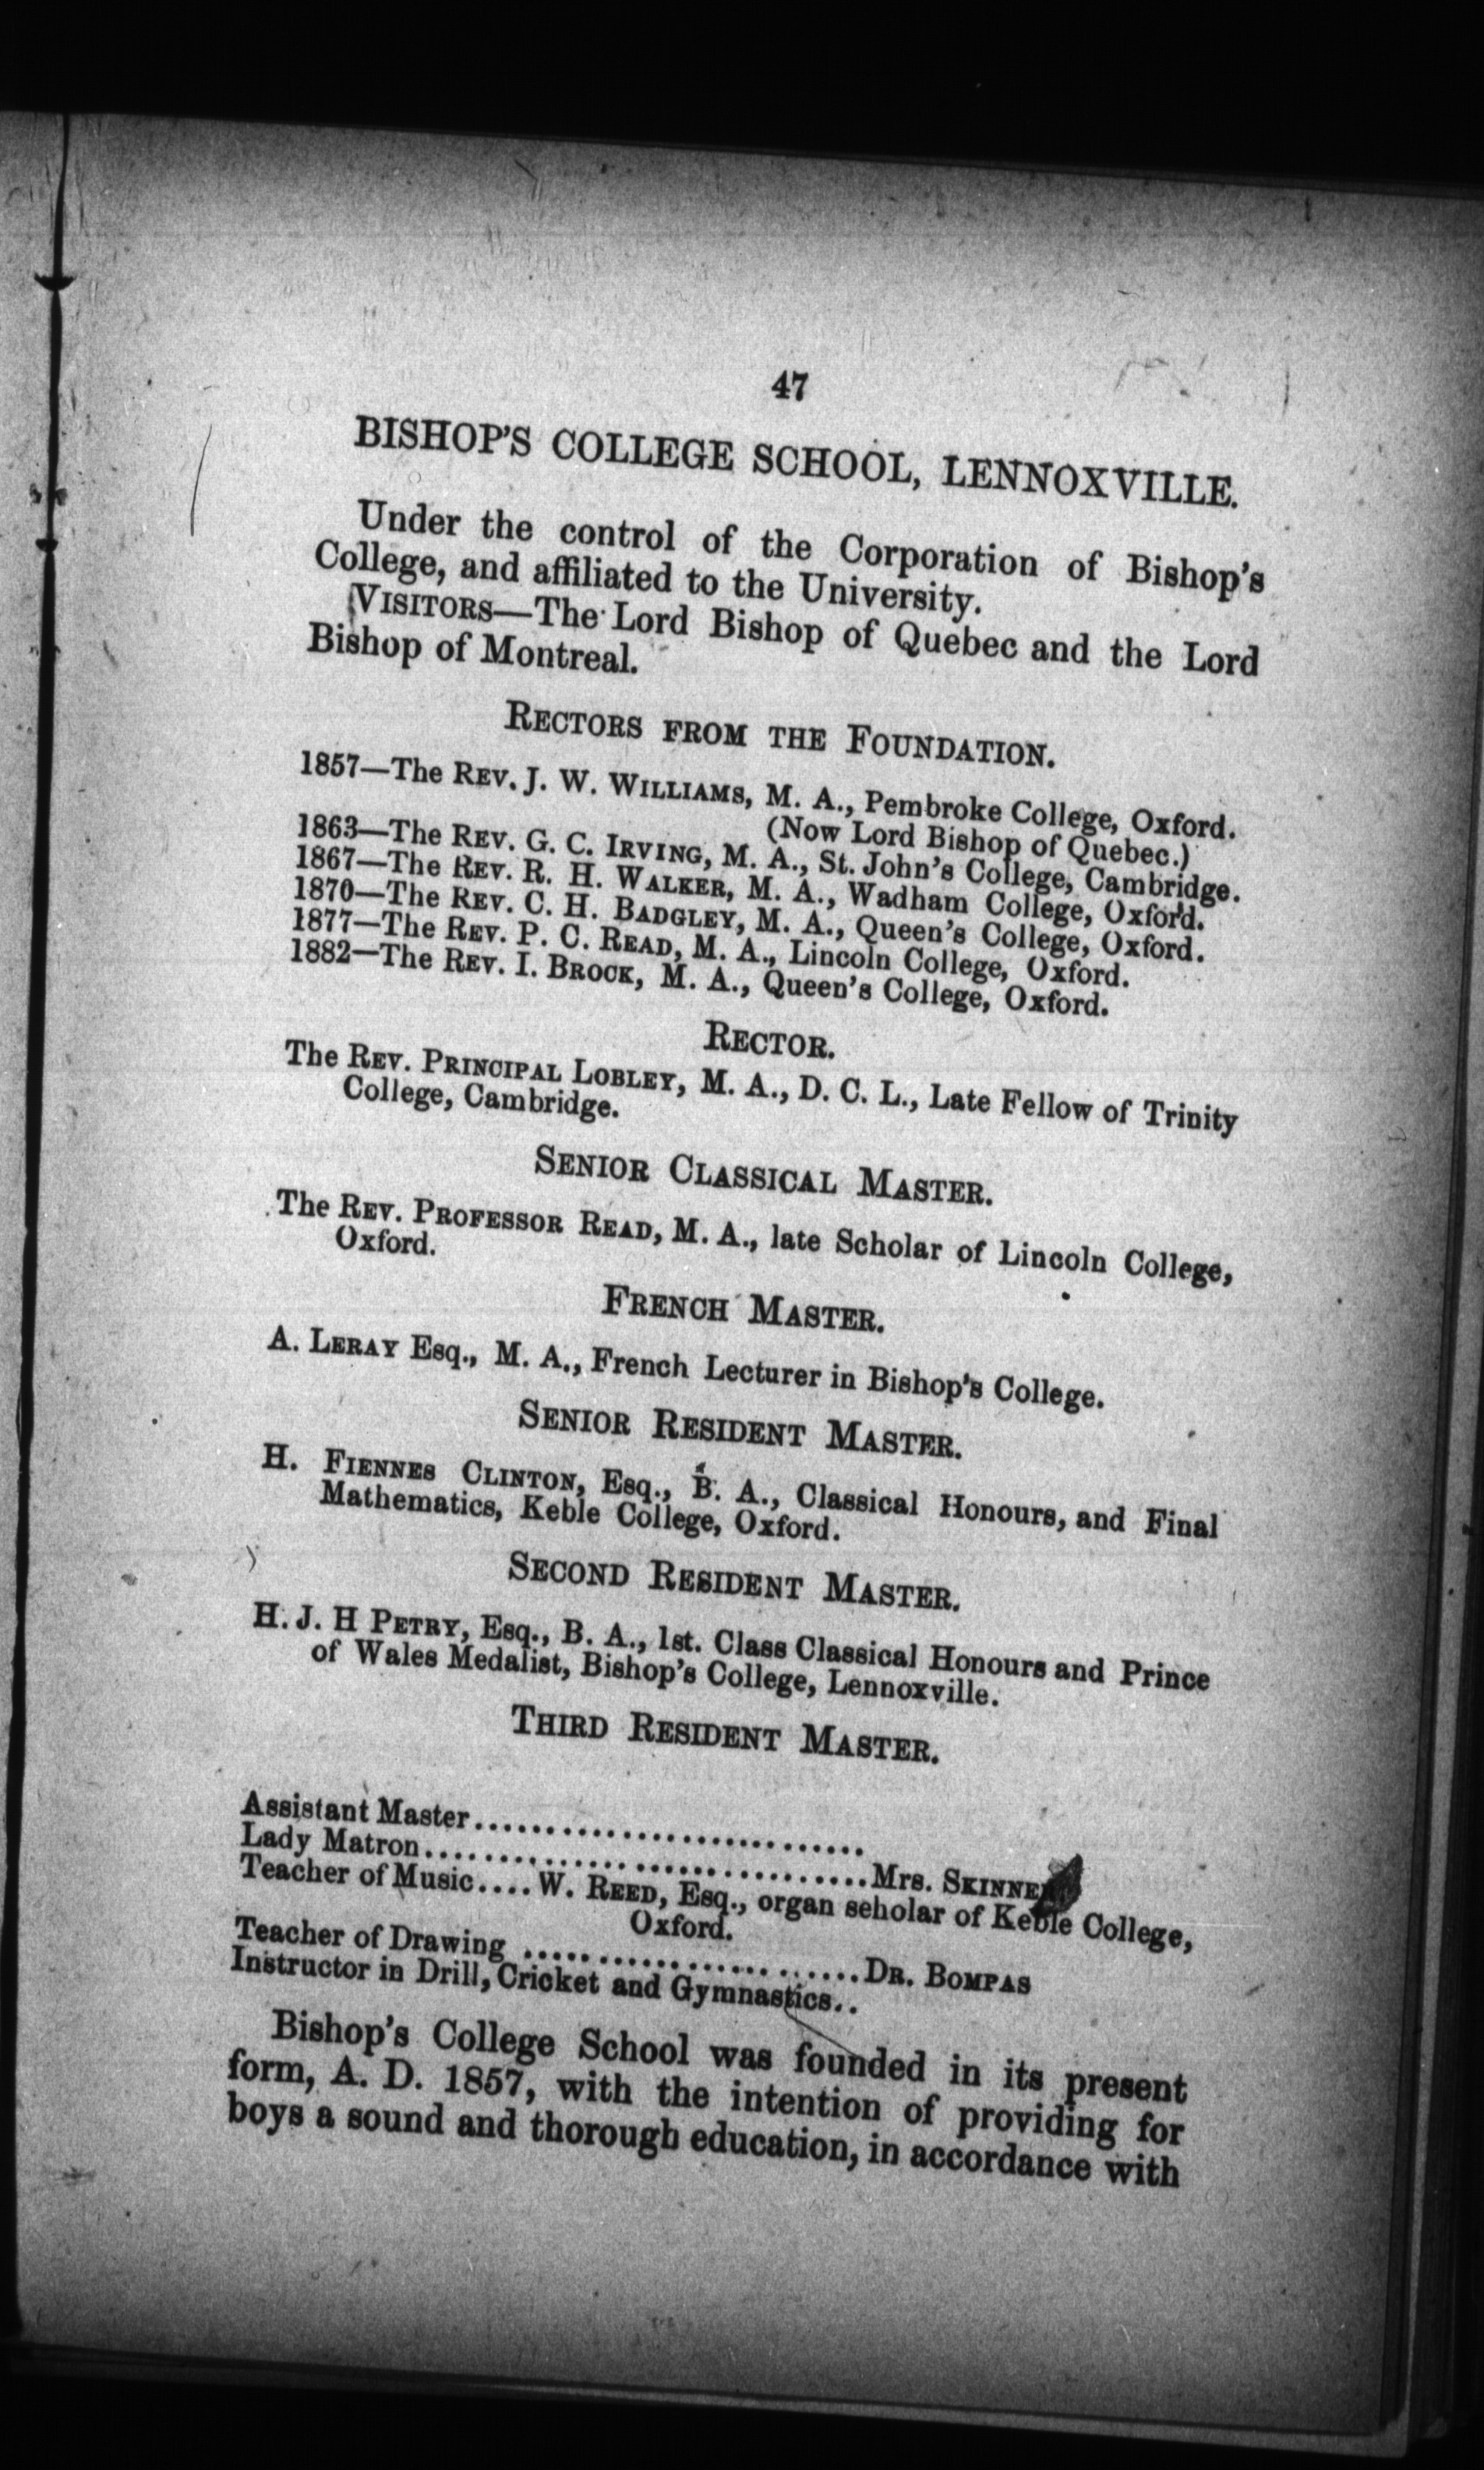 47
BISHOP'S COLLEGE SCHOOL, LENNOXVILLE.
Under the control of the Corporation of Bishop's
College, and affiliated to the University.
VISITORS—The Lord Bishop of Quebec and the Lord
Bishop of Montreal.
RECTORS FROM THE FOUNDATION.
1857—The REV. J. W. WILLIAMS, M. A., Pembroke College, Oxford.
(Now Lord Bishop of Quebec.)
1863—The REV. G. C. IRVING, M. A., St. John's College, Cambridge.
1867—The REV. R. H. WALKER, M. A., Wadham College, Oxford.
1870—The REV. C. H. BADGLEY, M. A., Queen's College, Oxford.
1877—The REV. P. C. READ, M. A., Lincoln College, Oxford.
1882—The REV. I. BROCK, M. A., Queen's College, Oxford.
RECTOR.
The REV. PRINCIPAL LOBLEY, M. A., D. C. L., Late Fellow of Trinity
College, Cambridge.
SENIOR CLASSICAL MASTER.
The REV. PROFESSOR READ, M. A., late Scholar of Lincoln College,
Oxford.
FRENCH MASTER.
A. LERAY Esq., M. A., French Lecturer in Bishop's College.
SENIOR RESIDENT MASTER.
H. FIENNES CLINTON, Esq., B. A., Classical Honours, and Final
Mathematics, Keble College, Oxford.
SECOND RESIDENT MASTER.
H. J. H PETRY, Esq., B. A., 1st. Class Classical Honours and Prince
of Wales Medalist, Bishop's College, Lennoxville.
THIRD RESIDENT MASTER.
Assistant Master............................
Lady Matron................................Mrs. SKINNER
Teacher of Music....W. REED, Esq., organ seholar of Keble College,
Oxford.
Teacher of Drawing ........................DR. BOMPAS
Instructor in Drill, Cricket and Gymnastics..
Bishop's College School was founded in its present
form, A. D. 1857, with the intention of providing for
boys a sound and thorough education, in accordance with